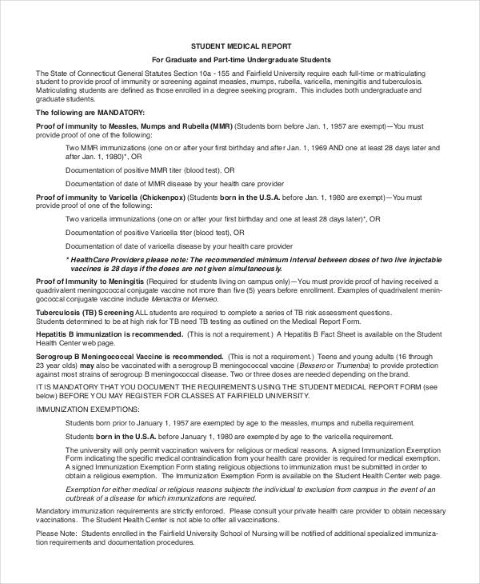 STUDENT MEDICAL REPORT
For Graduate and Part-time Undergraduate Students
The State of Connecticut General Statutes Section 10a - 155 and Fairfield University require each full-time or matriculating
student to provide proof of immunity or screening against measles, mumps, rubella, varicella, meningitis and tuberculosis.
Matriculating students are defined as those enrolled in a degree seeking program.  This includes both undergraduate and
graduate students.
The following are MANDATORY:
Proof of immunity to Measles, Mumps and Rubella (MMR) (Students born before Jan. 1, 1957 are exempt)—You must
provide proof of one of the following:
Two MMR immunizations (one on or after your first birthday and after Jan. 1, 1969 AND one at least 28 days later and
after Jan. 1, 1980)*, OR
Documentation of positive MMR titer (blood test), OR
Documentation of date of MMR disease by your health care provider
Proof of immunity to Varicella (Chickenpox) (Students born in the U.S.A. before Jan. 1, 1980 are exempt)—You must
provide proof of one of the following:
Two varicella immunizations (one on or after your first birthday and one at least 28 days later)*, OR
Documentation of positive Varicella titer (blood test), OR
Documentation of date of varicella disease by your health care provider
* HealthCare Providers please note: The recommended minimum interval between doses of two live injectable
vaccines is 28 days if the doses are not given simultaneously.
Proof of Immunity to Meningitis (Required for students living on campus only)—You must provide proof of having received a
quadrivalent meningococcal conjugate vaccine not more than five (5) years before enrollment. Examples of quadrivalent menin-
gococcal conjugate vaccine include Menactra or Menveo.
Tuberculosis (TB) Screening ALL students are required to complete a series of TB risk assessment questions.
Students determined to be at high risk for TB need TB testing as outlined on the Medical Report Form.
Hepatitis B immunization is recommended.  (This is not a requirement.)  A Hepatitis B Fact Sheet is available on the Student
Health Center web page.
Serogroup B Meningococcal Vaccine is recommended.  (This is not a requirement.)  Teens and young adults (16 through
23 year olds) may also be vaccinated with a serogroup B meningococcal vaccine (Bexsero or Trumenba) to provide protection
against most strains of serogroup B meningococcal disease. Two or three doses are needed depending on the brand.
IT IS MANDATORY THAT YOU DOCUMENT THE REQUIREMENTS USING THE STUDENT MEDICAL REPORT FORM (see
below) BEFORE YOU MAY REGISTER FOR CLASSES AT FAIRFIELD UNIVERSITY.
IMMUNIZATION EXEMPTIONS:
Students born prior to January 1, 1957 are exempted by age to the measles, mumps and rubella requirement.
Students born in the U.S.A. before January 1, 1980 are exempted by age to the varicella requirement.
The university will only permit vaccination waivers for religious or medical reasons.  A signed Immunization Exemption
Form indicating the specific medical contraindication from your health care provider is required for medical exemption.
A signed Immunization Exemption Form stating religious objections to immunization must be submitted in order to
obtain a religious exemption.  The Immunization Exemption Form is available on the Student Health Center web page.
Exemption for either medical or religious reasons subjects the individual to exclusion from campus in the event of an
outbreak of a disease for which immunizations are required.
Mandatory immunization requirements are strictly enforced.  Please consult your private health care provider to obtain necessary
vaccinations.  The Student Health Center is not able to offer all vaccinations.
Please Note:  Students enrolled in the Fairfield University School of Nursing will be notified of additional specialized immuniza-
tion requirements and documentation procedures.